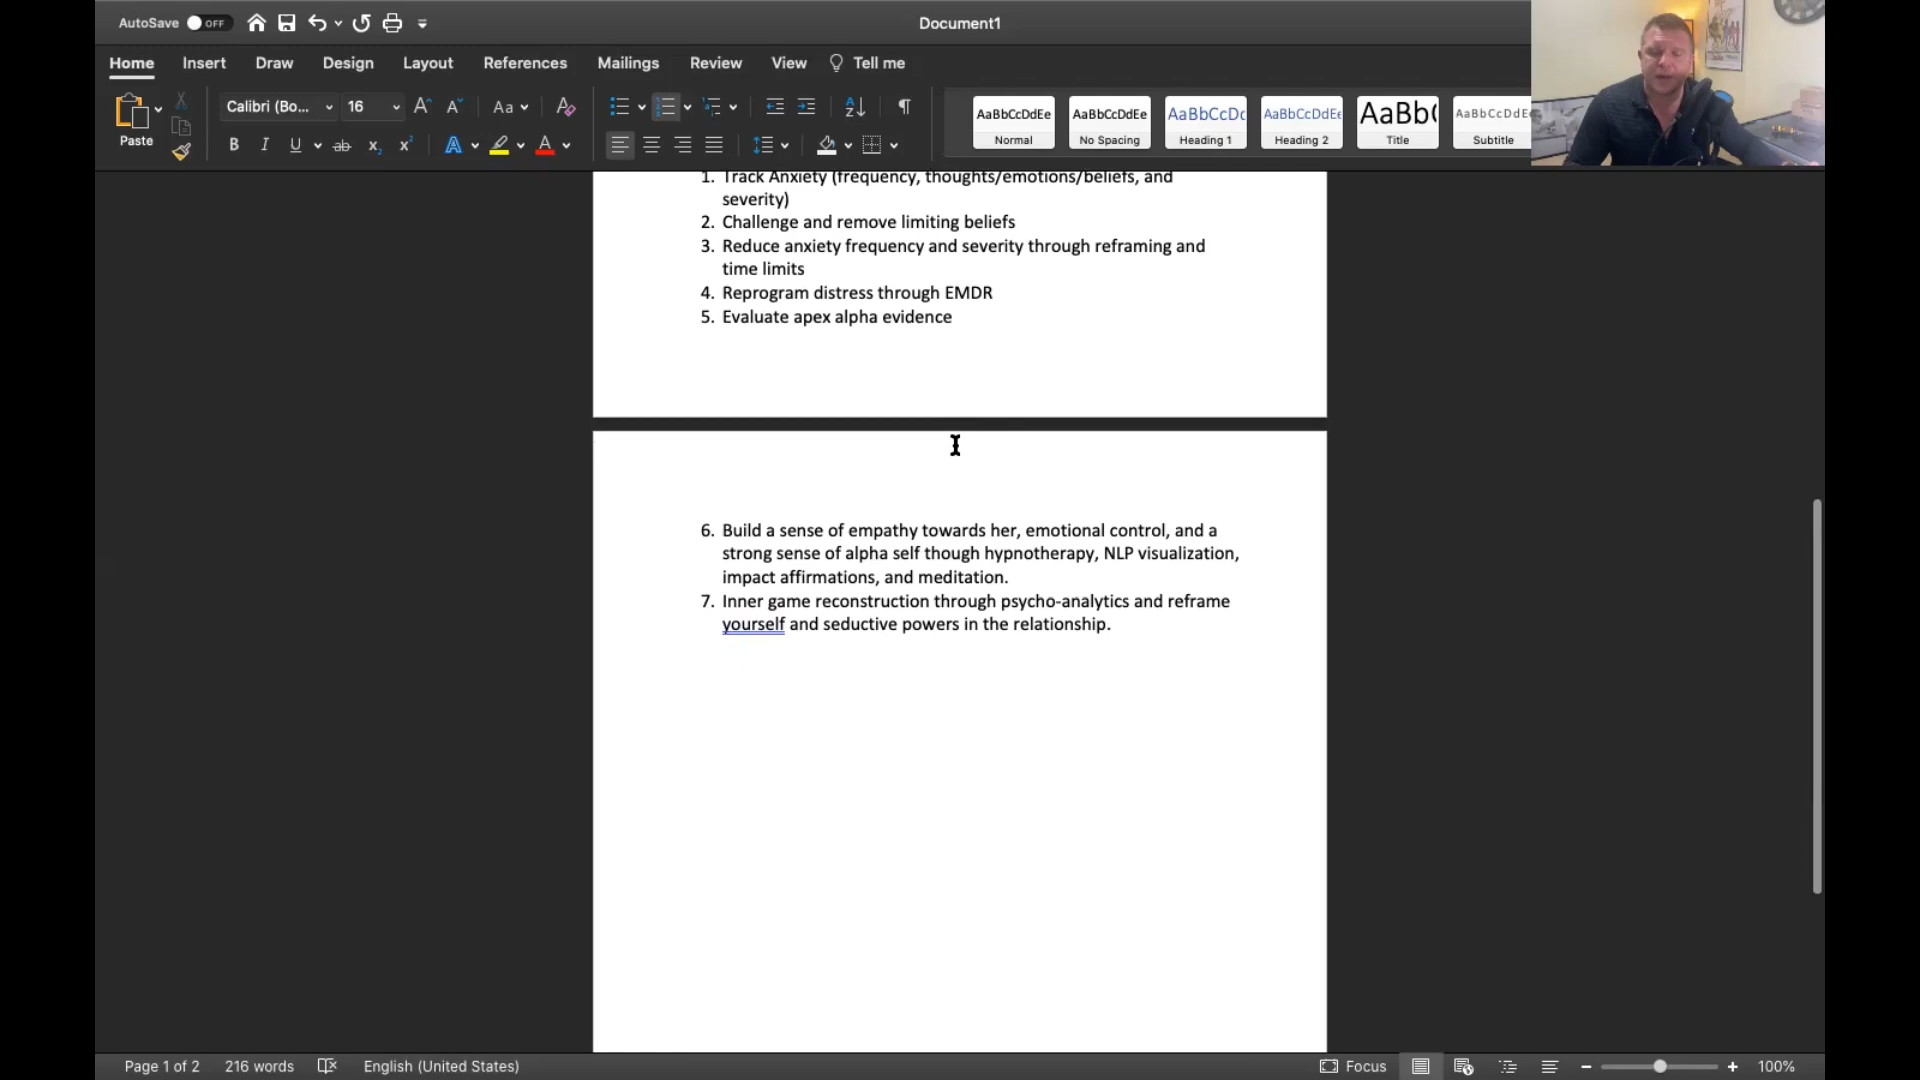 AutoSave OFF Document1
Home Insert Draw Design Layout References Mailings Review View Tell me
Paste
Calibri (Bo... 16
AaBbCcDdEe Normal
AaBbCcDdEe No Spacing
AaBbCcDc Heading 1
AaBbCcDdEe Heading 2
AaBb( Title
AaBbCcDdEe Subtitle
1. Track Anxiety (frequency, thoughts/emotions/beliefs, and
severity)
2. Challenge and remove limiting beliefs
3. Reduce anxiety frequency and severity through reframing and
time limits
4. Reprogram distress through EMDR
5. Evaluate apex alpha evidence
6. Build a sense of empathy towards her, emotional control, and a
strong sense of alpha self though hypnotherapy, NLP visualization,
impact affirmations, and meditation.
7. Inner game reconstruction through psycho-analytics and reframe
yourself and seductive powers in the relationship.
Page 1 of 2 216 words English (United States) Focus 100%